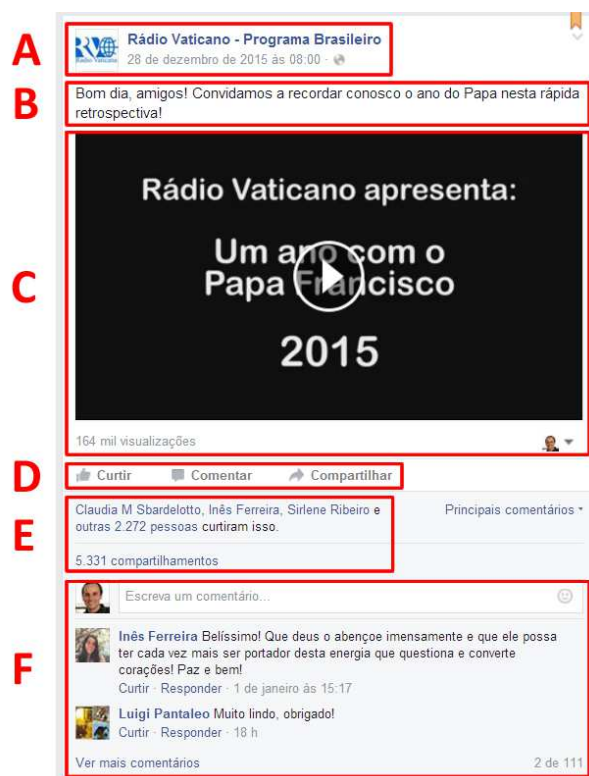 A
RV
Rádio Vaticana
Rádio Vaticano - Programa Brasileiro
28 de dezembro de 2015 às 08:00 ·
B
Bom dia, amigos! Convidamos a recordar conosco o ano do Papa nesta rápida
retrospectiva!
C
Rádio Vaticano apresenta:
Um ano com o
Papa Francisco
2015
164 mil visualizações
D
Curtir Comentar Compartilhar
E
Claudia M Sbardelotto, Inês Ferreira, Sirlene Ribeiro e
outras 2.272 pessoas curtiram isso.
Principais comentários
5.331 compartilhamentos
F
Escreva um comentário...
Inês Ferreira Belíssimo! Que deus o abençoe imensamente e que ele possa
ter cada vez mais ser portador desta energia que questiona e converte
corações! Paz e bem!
Curtir · Responder · 1 de janeiro às 15:17
Luigi Pantaleo Muito lindo, obrigado!
Curtir · Responder · 18 h
Ver mais comentários
2 de 111